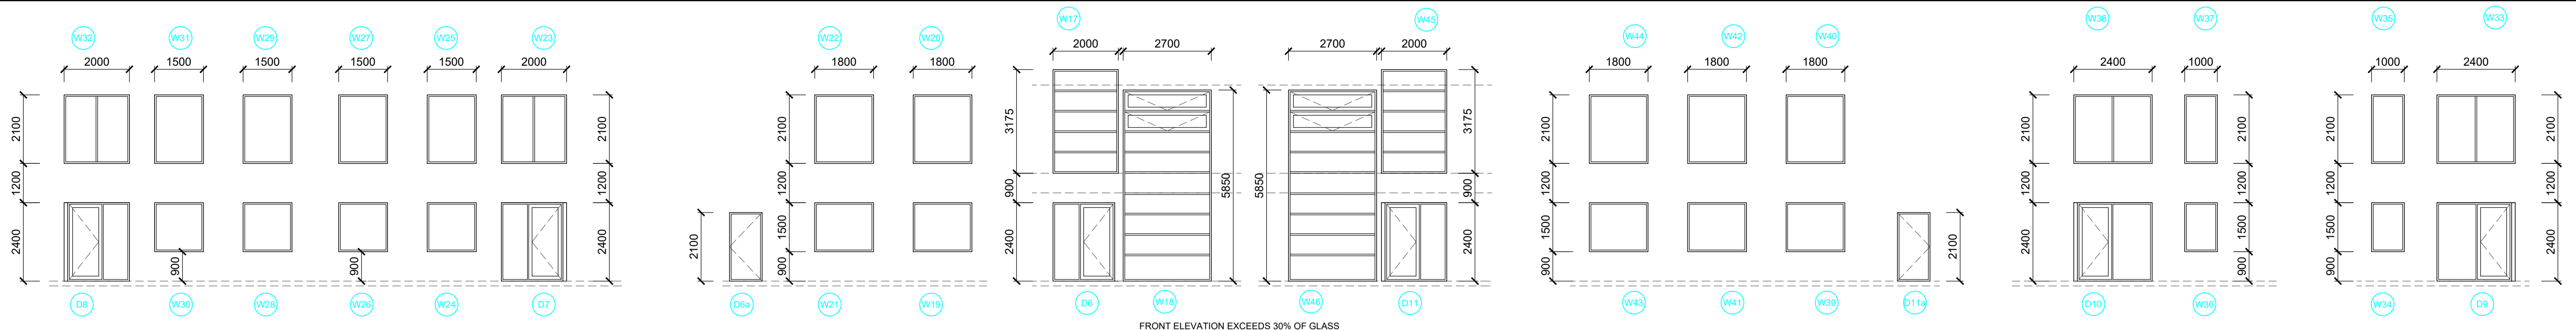 W32 W31 W29 W27 W25 W23 W22 W20 W17 W45 W44 W42 W40 W38 W37 W35 W33
2000 1500 1500 1500 1500 2000 1800 1800 2000 2700 2700 2000 1800 1800 1800 2400 1000 1000 2400
2100 2100 2100 3175 3175 2100 2100 2100 2100 2100
1200 1200 1200 900 5850 5850 900 1200 1200 1200 1200 1200
2400 2400 2100 1500 2400 2400 1500 2100 2400 1500 1500 2400
900 900 900 900 900 900
D8 W30 W28 W26 W24 D7 D6a W21 W19 D6 W18 W46 D11 W43 W41 W39 D11a D10 W36 W34 D9
FRONT ELEVATION EXCEEDS 30% OF GLASS